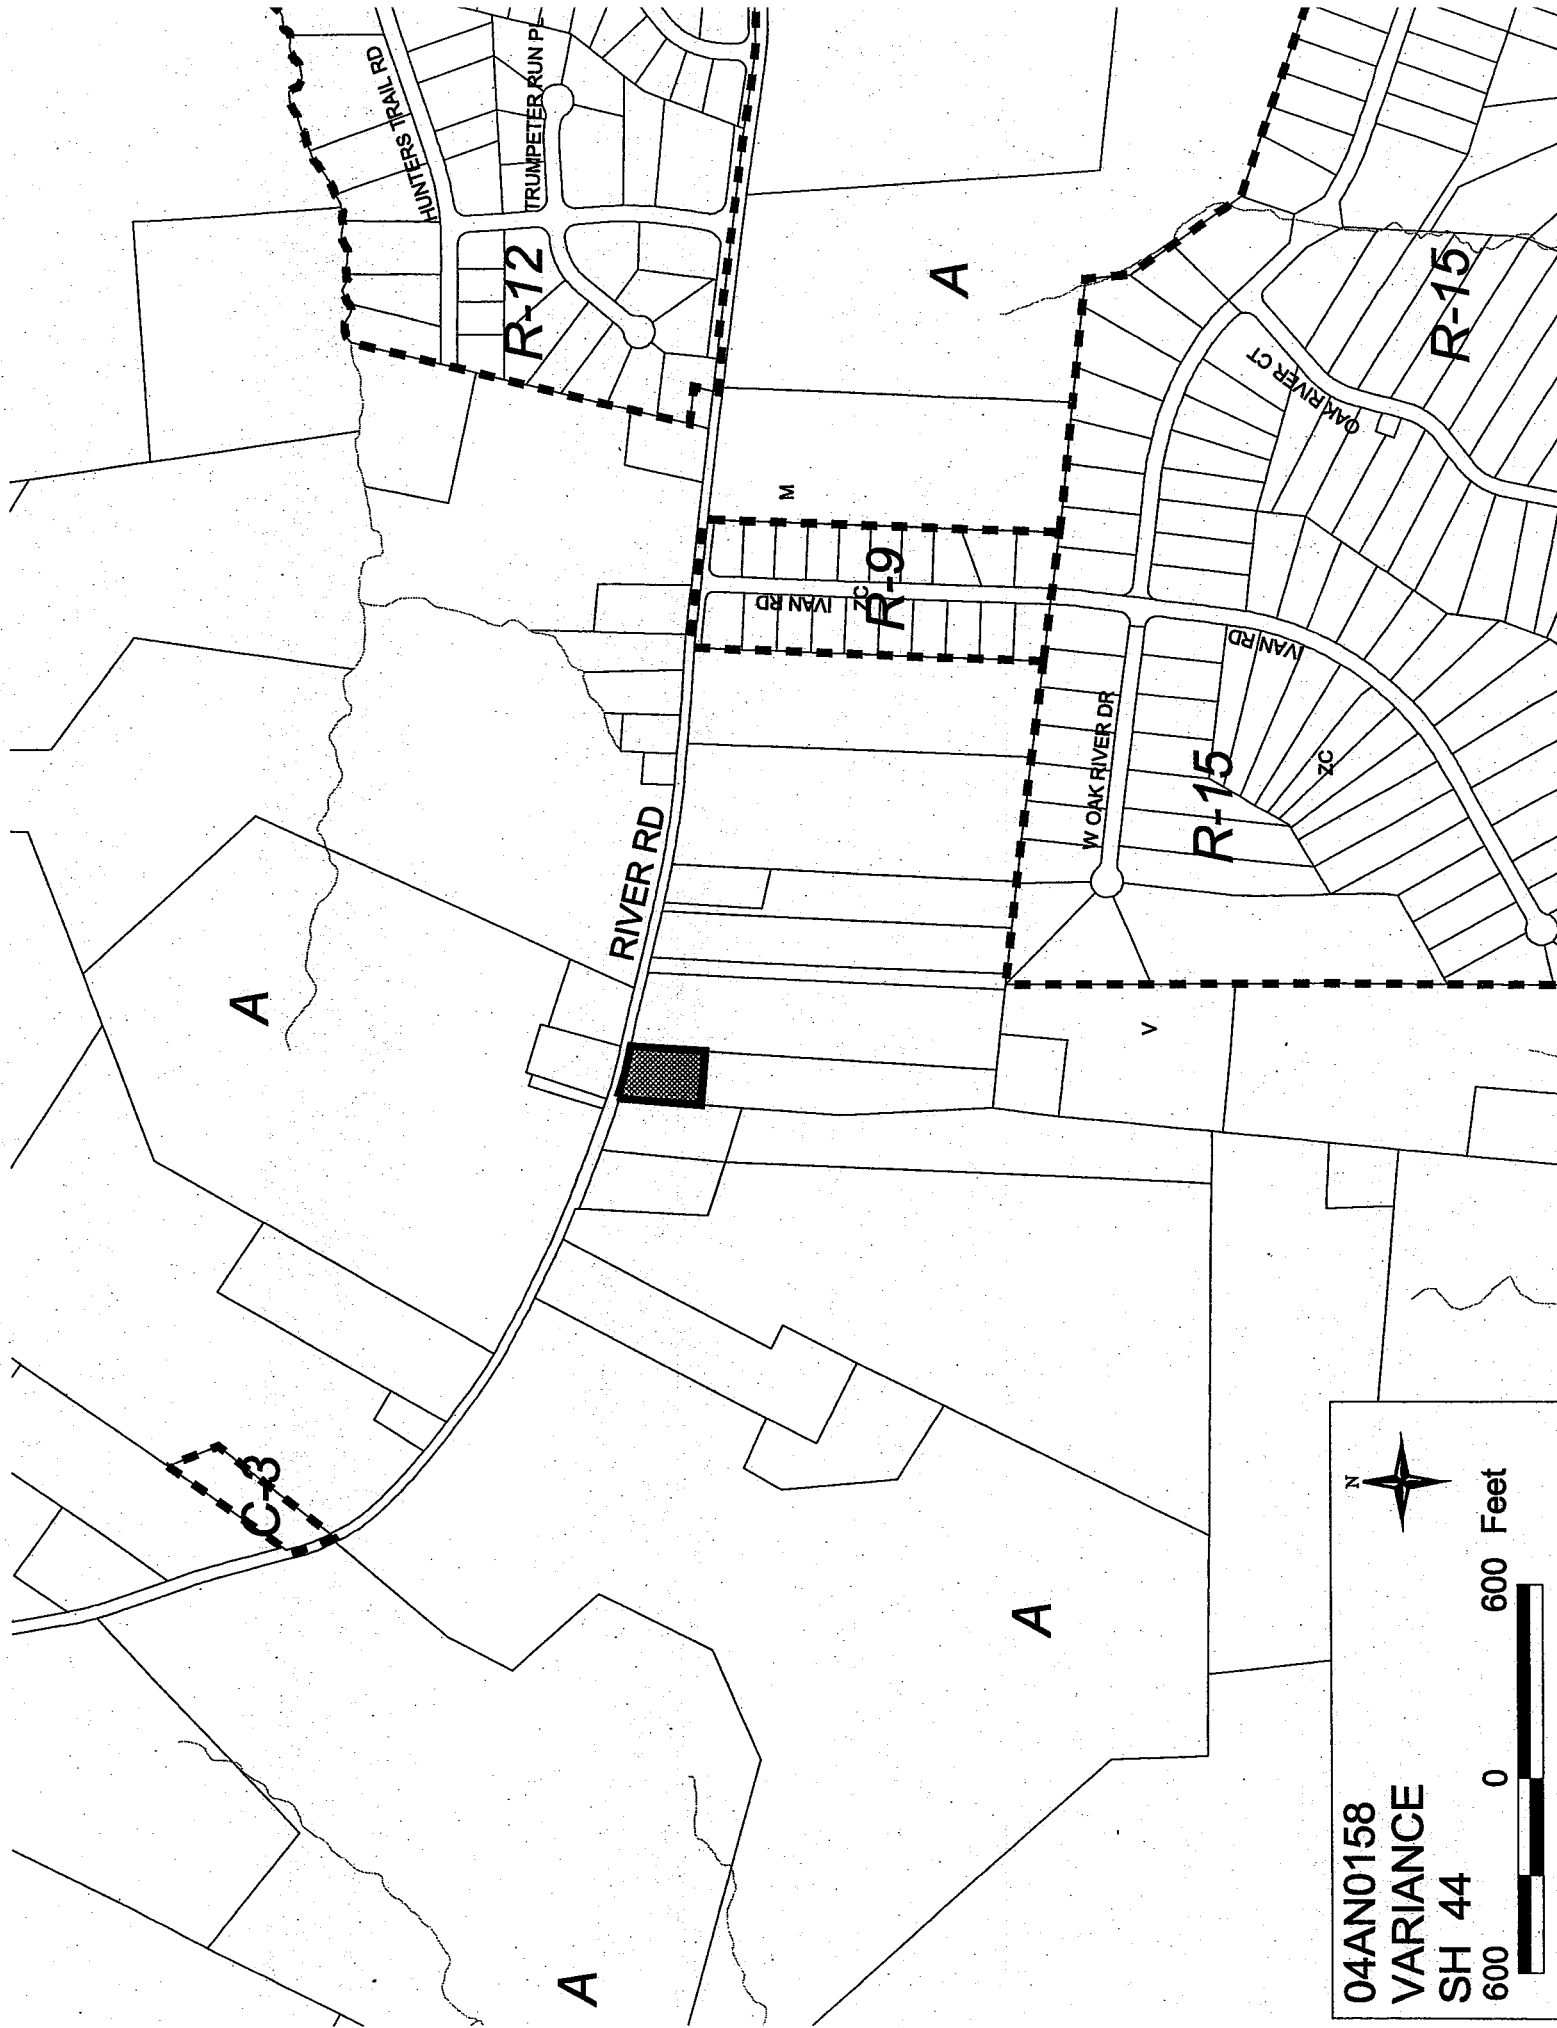 HUNTERS TRAIL RD
TRUMPETER RUN PL
R-12
A
R-15
OAK RIVER CT
M
IVAN RD
ZC
R-9
RIVER RD
W OAK RIVER DR
IVAN RD
R-15
ZC
A
V
C-3
A
A
N
04AN0158
VARIANCE
SH 44
600 0 600 Feet